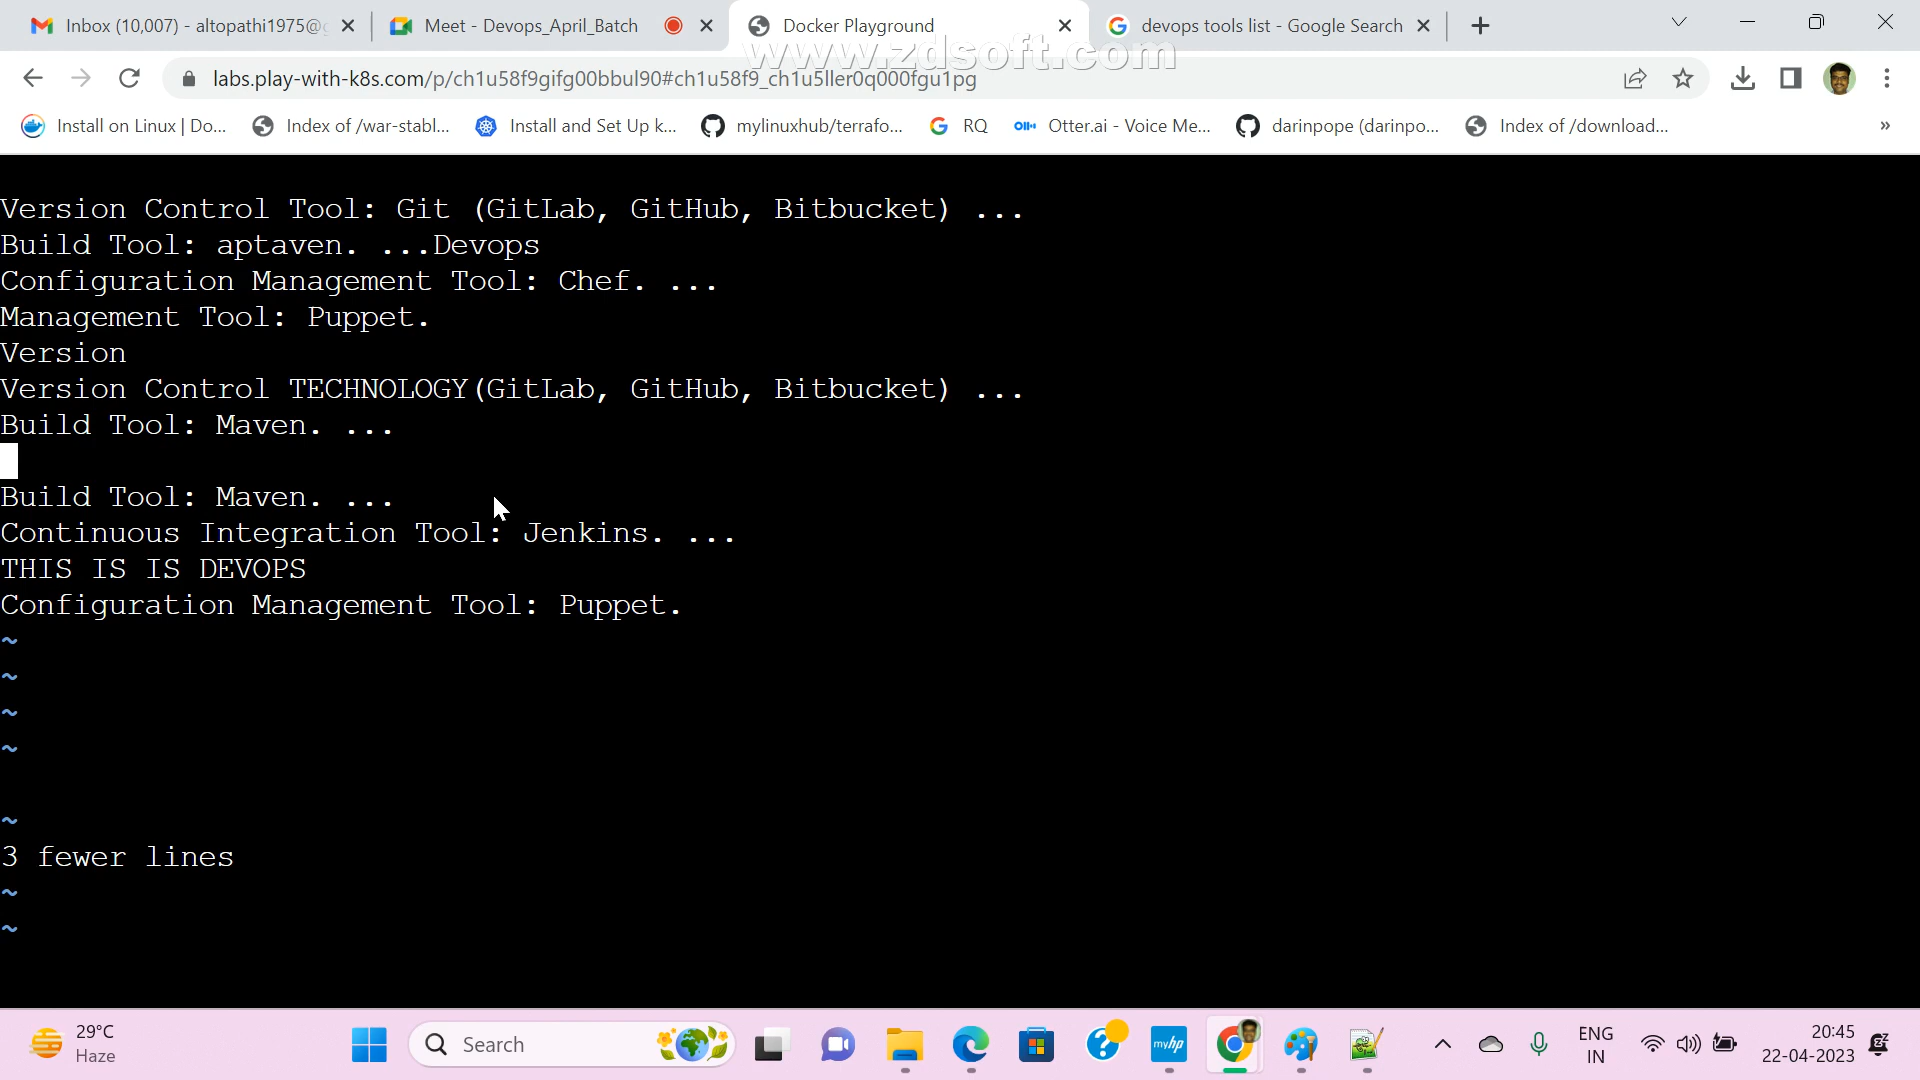 Inbox (10,007) - altopathi1975@
Meet - Devops_April_Batch
Docker Playground
devops tools list - Google Search
www.zdsoft.com
labs.play-with-k8s.com/p/ch1u58f9gifg00bbul90#ch1u58f9_ch1u5ller0q000fgu1pg
Install on Linux | Do...
Index of /war-stabl...
Install and Set Up k...
mylinuxhub/terrafo...
RQ
Otter.ai - Voice Me...
darinpope (darinpo...
Index of /download...
»
Version Control Tool: Git (GitLab, GitHub, Bitbucket) ...
Build Tool: aptaven. ...Devops
Configuration Management Tool: Chef. ...
Management Tool: Puppet.
Version
Version Control TECHNOLOGY(GitLab, GitHub, Bitbucket) ...
Build Tool: Maven. ...
Build Tool: Maven. ...
Continuous Integration Tool: Jenkins. ...
THIS IS IS DEVOPS
Configuration Management Tool: Puppet.
~
~
~
~
~
3 fewer lines
~
~
29°C
Haze
Search
myhp
ENG
IN
20:45
22-04-2023